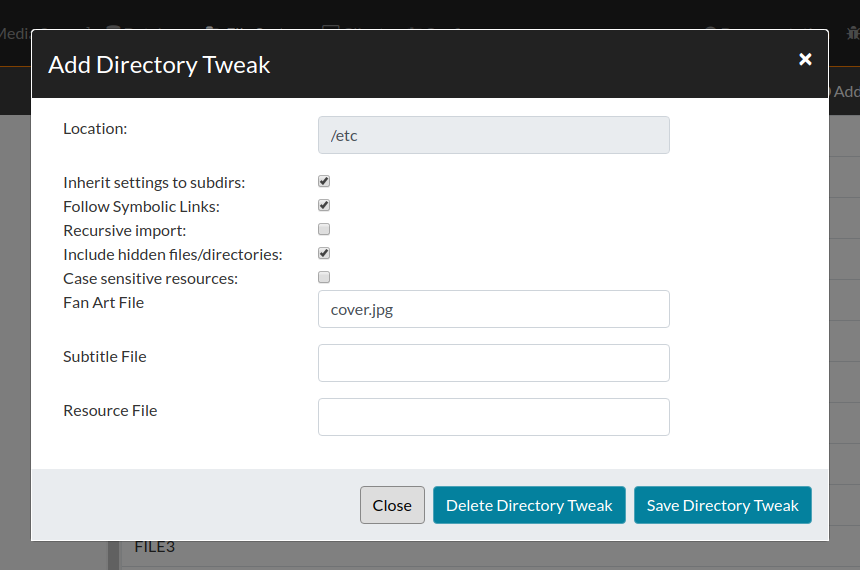 Add Directory Tweak
×
Location:
/etc
Inherit settings to subdirs:
Follow Symbolic Links:
Recursive import:
Include hidden files/directories:
Case sensitive resources:
Fan Art File
cover.jpg
Subtitle File
Resource File
Close
Delete Directory Tweak
Save Directory Tweak
Add
FILE3